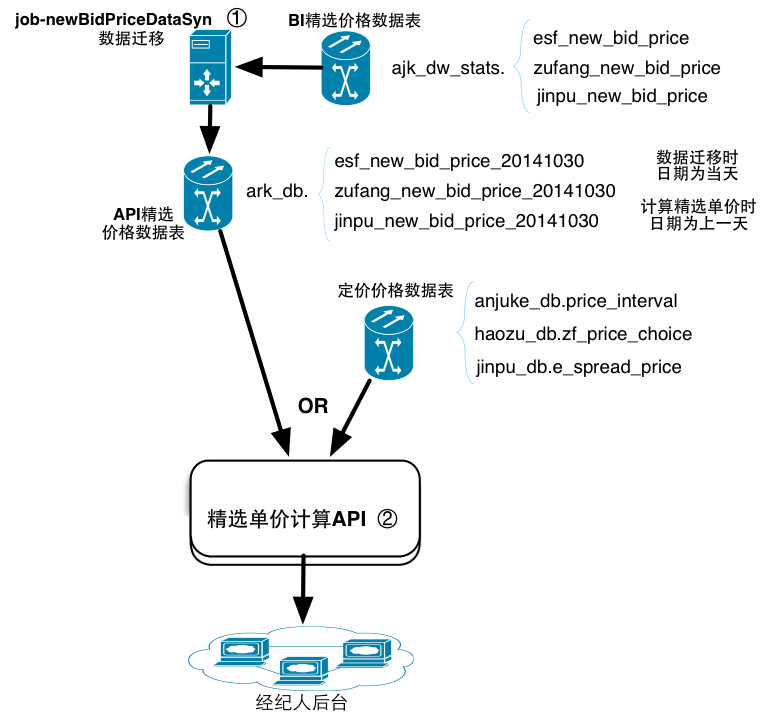 job-newBidPriceDataSyn ①
数据迁移
BI精选价格数据表
ajk_dw_stats.
esf_new_bid_price
zufang_new_bid_price
jinpu_new_bid_price
API精选
价格数据表
ark_db.
esf_new_bid_price_20141030
zufang_new_bid_price_20141030
jinpu_new_bid_price_20141030
数据迁移时
日期为当天
计算精选单价时
日期为上一天
定价价格数据表
anjuke_db.price_interval
haozu_db.zf_price_choice
jinpu_db.e_spread_price
OR
精选单价计算API ②
经纪人后台